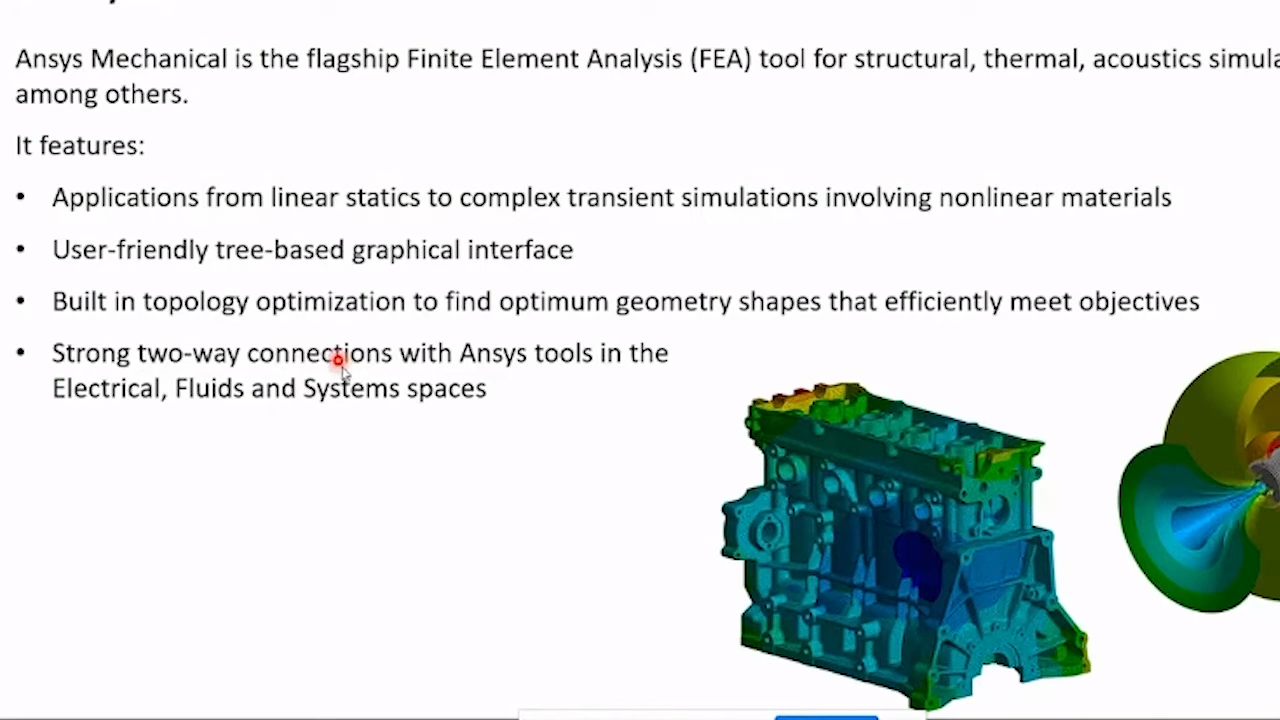 Ansys Mechanical is the flagship Finite Element Analysis (FEA) tool for structural, thermal, acoustics
among others.
It features:
• Applications from linear statics to complex transient simulations involving nonlinear materials
• User-friendly tree-based graphical interface
• Built in topology optimization to find optimum geometry shapes that efficiently meet objectives
• Strong two-way connections with Ansys tools in the
Electrical, Fluids and Systems spaces